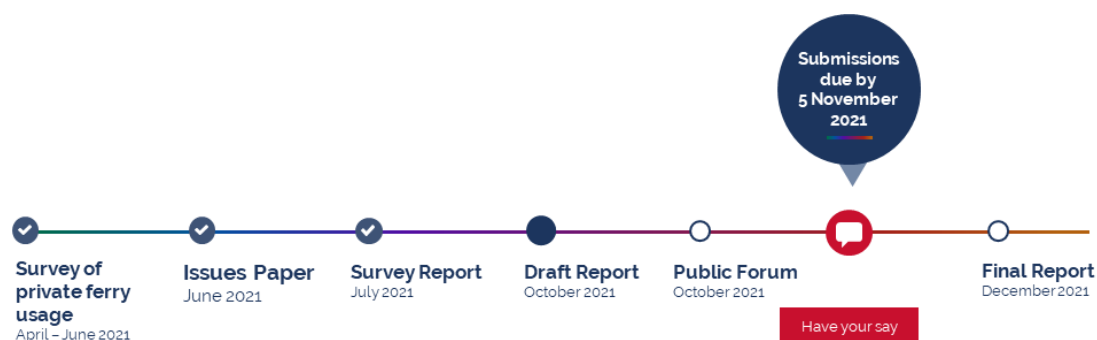 Submissions
due by
5 November
2021
Survey of
private ferry
usage
April – June 2021
Issues Paper
June 2021
Survey Report
July 2021
Draft Report
October 2021
Public Forum
October 2021
Have your say
Final Report
December 2021